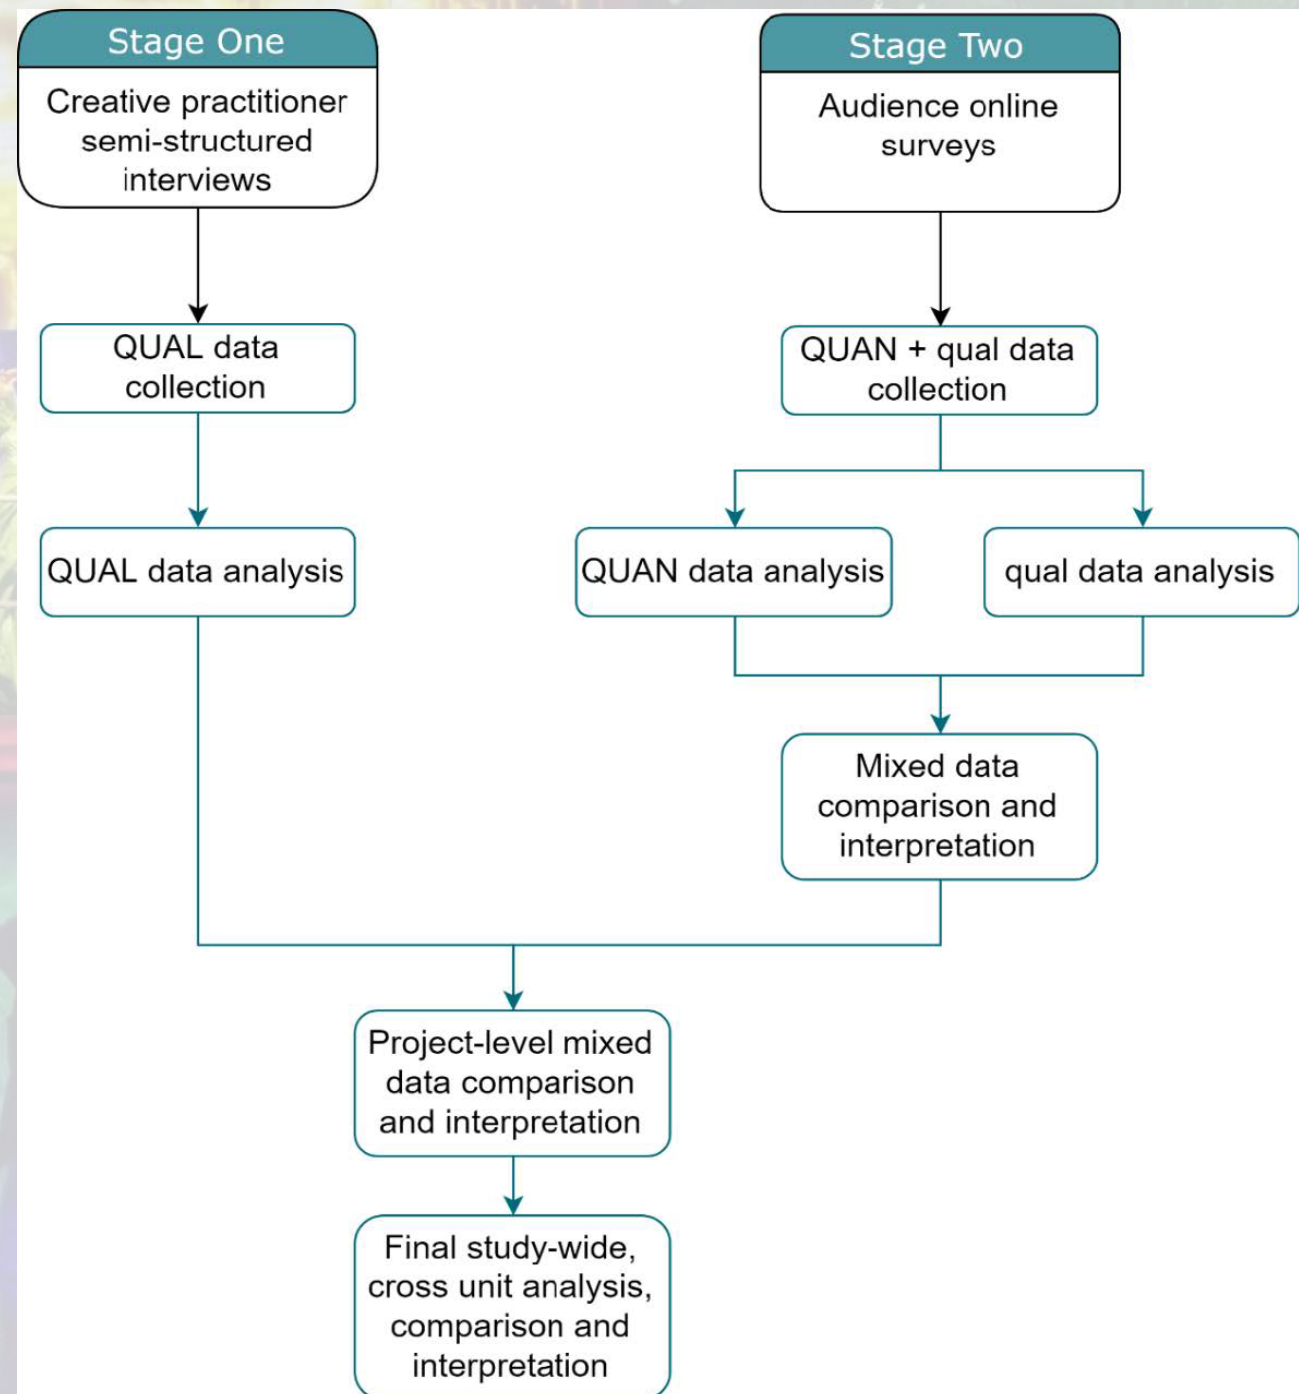 Stage One
Creative practitioner
semi-structured
interviews
Stage Two
Audience online
surveys
QUAL data
collection
QUAN + qual data
collection
QUAL data analysis
QUAN data analysis
qual data analysis
Mixed data
comparison and
interpretation
Project-level mixed
data comparison
and interpretation
Final study-wide,
cross unit analysis,
comparison and
interpretation